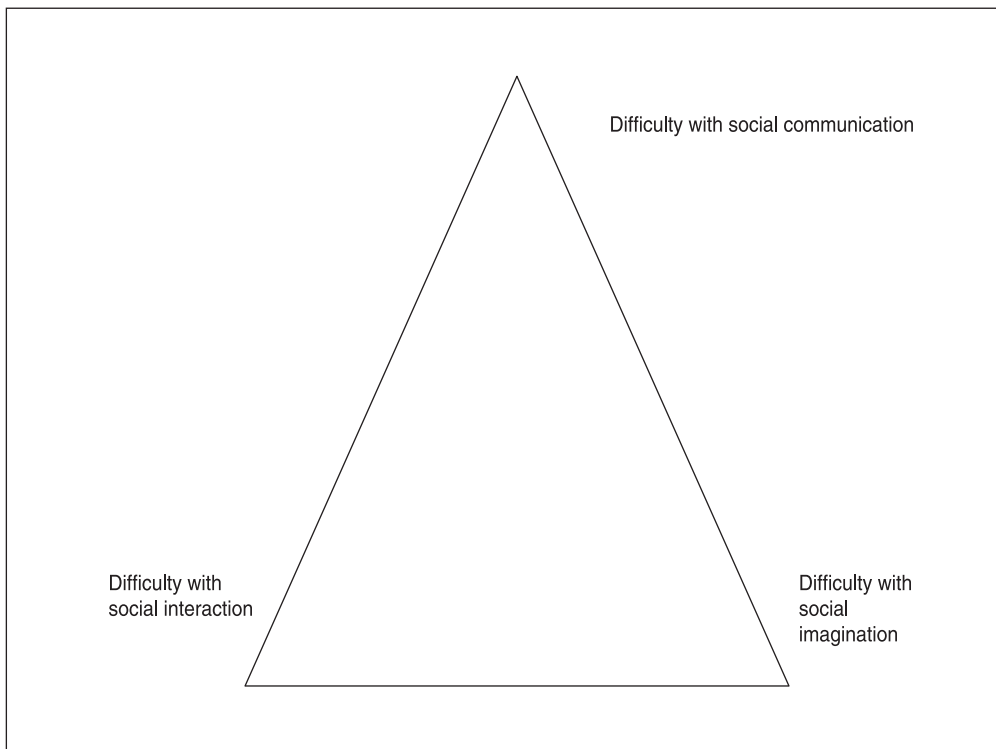 Difficulty with social communication
Difficulty with
social interaction
Difficulty with
social
imagination